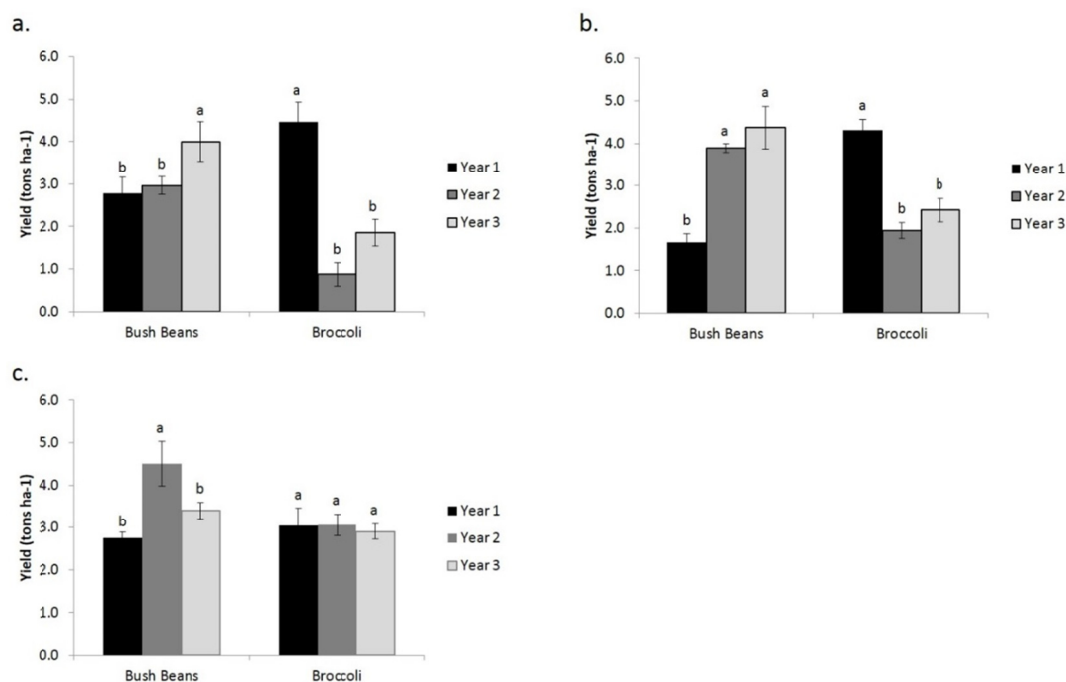 a.
6.0
5.0
4.0
3.0
2.0
1.0
0.0
Yield (tons ha-1)
b
b
a
a
b
b
Bush Beans
Broccoli
Year 1
Year 2
Year 3
b.
6.0
5.0
4.0
3.0
2.0
1.0
0.0
Yield (tons ha-1)
b
a
a
a
b
b
Bush Beans
Broccoli
Year 1
Year 2
Year 3
c.
6.0
5.0
4.0
3.0
2.0
1.0
0.0
Yield (tons ha-1)
b
a
b
a
a
a
Bush Beans
Broccoli
Year 1
Year 2
Year 3